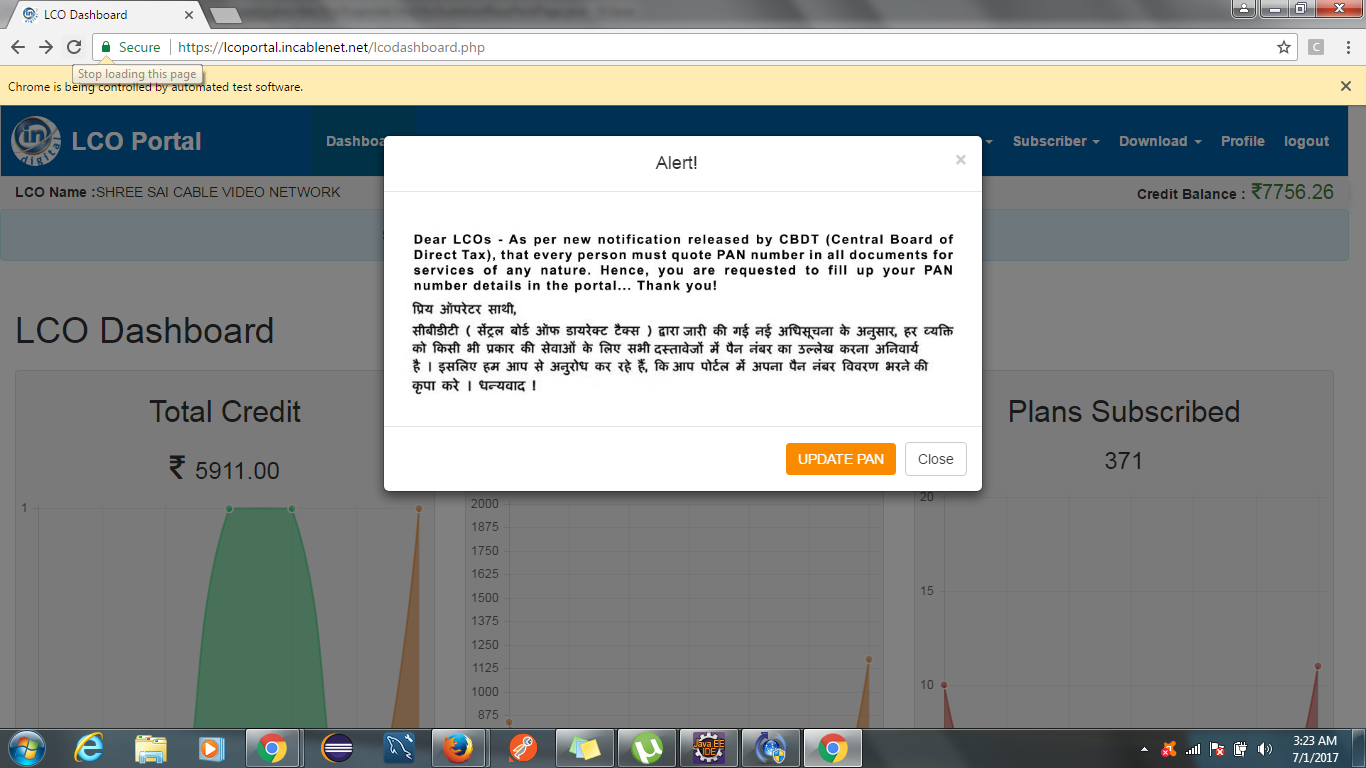 LCO Dashboard
Secure
https://lcoportal.incablenet.net/lcodashboard.php
C
Stop loading this page
Chrome is being controlled by automated test software.
in
digital
LCO Portal
Subscriber
Download
Profile
logout
LCO Name :SHREE SAI CABLE VIDEO NETWORK
Credit Balance : ₹7756.26
Alert!
×
Dear LCOs - As per new notification released by CBDT (Central Board of
Direct Tax), that every person must quote PAN number in all documents for
services of any nature. Hence, you are requested to fill up your PAN
number details in the portal... Thank you!
प्रिय ऑपरेटर साथी,
सीबीडीटी ( सेंट्रल बोर्ड ऑफ डायरेक्ट टैक्स ) द्वारा जारी की गई नई अधिसूचना के अनुसार, हर व्यक्ति
को किसी भी प्रकार की सेवाओं के लिए सभी दस्तावेजों में पैन नंबर का उल्लेख करना अनिवार्य
है । इसलिए हम आप से अनुरोध कर रहे हैं, कि आप पोर्टल में अपना पैन नंबर विवरण भरने की
कृपा करे । धन्यवाद !
UPDATE PAN
Close
LCO Dashboard
Total Credit
₹ 5911.00
1
2000
1875
1750
1625
1500
1375
1250
1125
1000
875
Plans Subscribed
371
20
15
10
Java EE
IDE
3:23 AM
7/1/2017